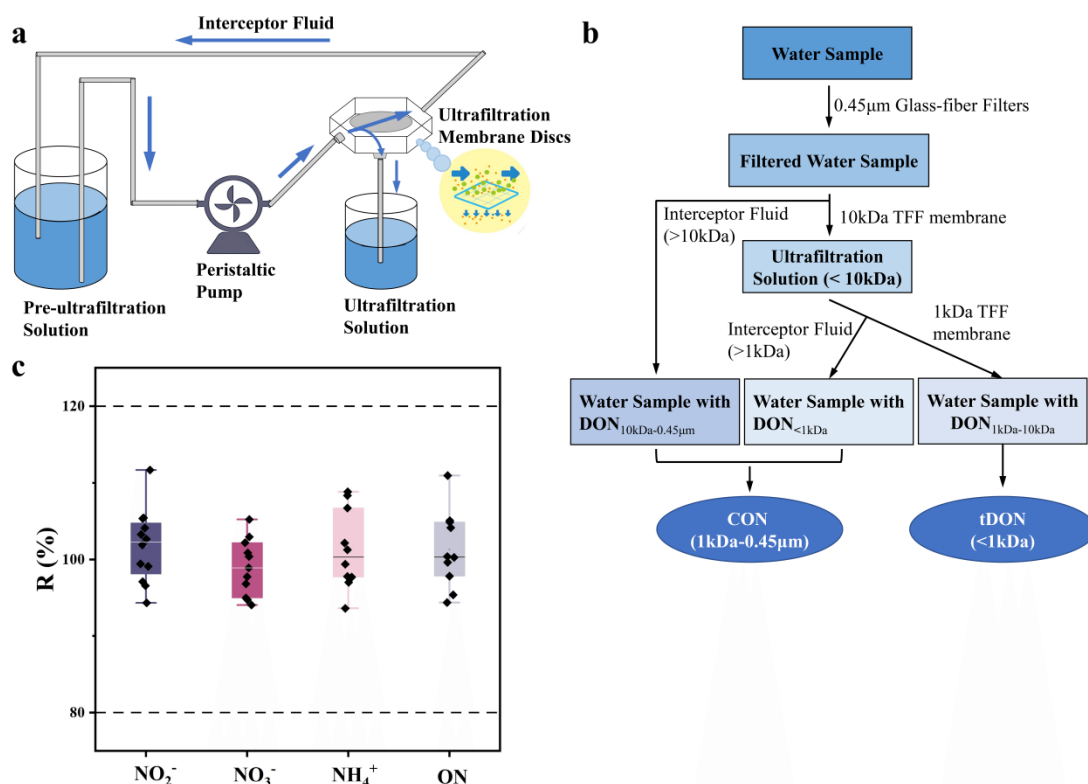 a
Interceptor Fluid
Ultrafiltration
Membrane Discs
Peristaltic
Pump
Pre-ultrafiltration
Solution
Ultrafiltration
Solution
b
Water Sample
0.45μm Glass-fiber Filters
Filtered Water Sample
Interceptor Fluid
(>10kDa)
10kDa TFF membrane
Ultrafiltration
Solution (< 10kDa)
Interceptor Fluid
(>1kDa)
1kDa TFF
membrane
Water Sample with
DON10kDa-0.45μm
Water Sample with
DON<1kDa
Water Sample with
DON1kDa-10kDa
CON
(1kDa-0.45μm)
tDON
(<1kDa)
c
R (%)
120
100
80
NO2-
NO3-
NH4+
ON